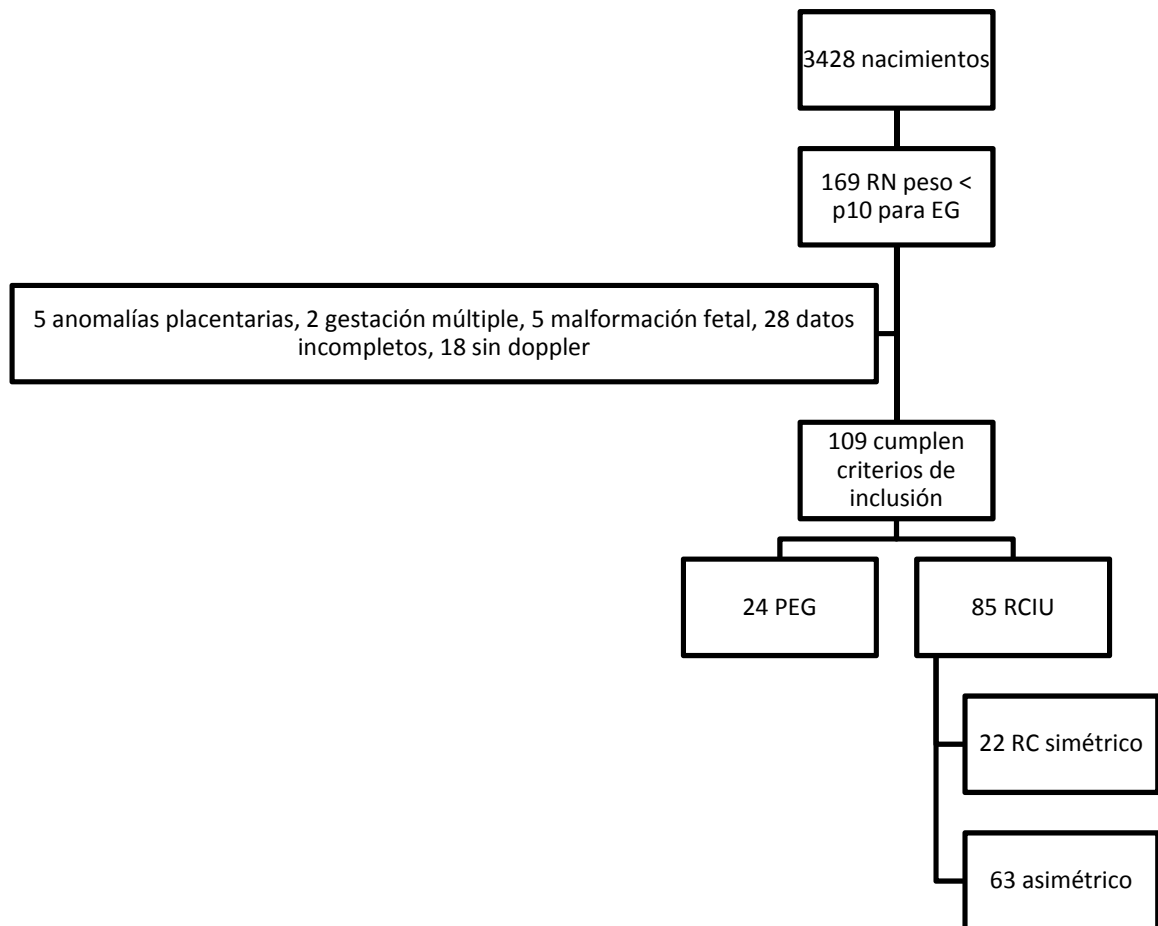 3428 nacimientos
169 RN peso <
p10 para EG
5 anomalías placentarias, 2 gestación múltiple, 5 malformación fetal, 28 datos
incompletos, 18 sin doppler
109 cumplen
criterios de
inclusión
24 PEG
85 RCIU
22 RC simétrico
63 asimétrico